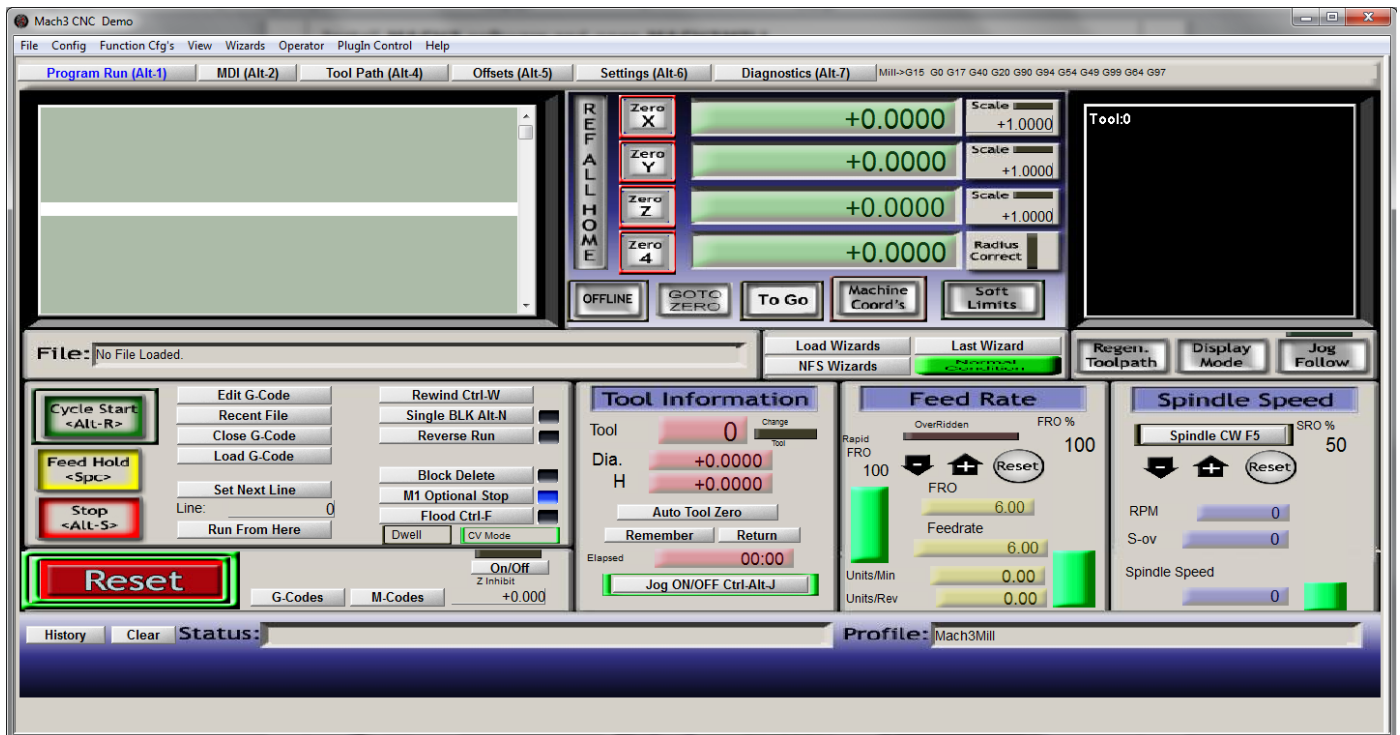 Mach3 CNC Demo
File Config Function Cfg's View Wizards Operator PlugIn Control Help
Program Run (Alt-1) MDI (Alt-2) Tool Path (Alt-4) Offsets (Alt-5) Settings (Alt-6) Diagnostics (Alt-7) Mill->G15 G0 G17 G40 G20 G90 G94 G54 G49 G99 G64 G97
REF ALL HOME
Zero X +0.0000 Scale +1.0000
Zero Y +0.0000 Scale +1.0000
Zero Z +0.0000 Scale +1.0000
Zero 4 +0.0000 Radius Correct
OFFLINE GOTO ZERO To Go Machine Coord's Soft Limits
Tool:0
File: No File Loaded.
Load Wizards Last Wizard
NFS Wizards Normal Condition
Regen. Toolpath Display Mode Jog Follow
Cycle Start <Alt-R>
Feed Hold <Spc>
Stop <Alt-S>
Edit G-Code
Recent File
Close G-Code
Load G-Code
Set Next Line
Line: 0
Run From Here
Rewind Ctrl-W
Single BLK Alt-N
Reverse Run
Block Delete
M1 Optional Stop
Flood Ctrl-F
Dwell CV Mode
Reset
G-Codes M-Codes
On/Off
Z Inhibit
+0.000
Tool Information
Tool 0 Change Tool
Dia. +0.0000
H +0.0000
Auto Tool Zero
Remember Return
Elapsed 00:00
Jog ON/OFF Ctrl-Alt-J
Feed Rate
OverRidden FRO %
100
Rapid FRO
100
Reset
FRO
6.00
Feedrate
6.00
Units/Min 0.00
Units/Rev 0.00
Spindle Speed
Spindle CW F5 SRO %
50
Reset
RPM 0
S-ov 0
Spindle Speed
0
History Clear Status:
Profile: Mach3Mill